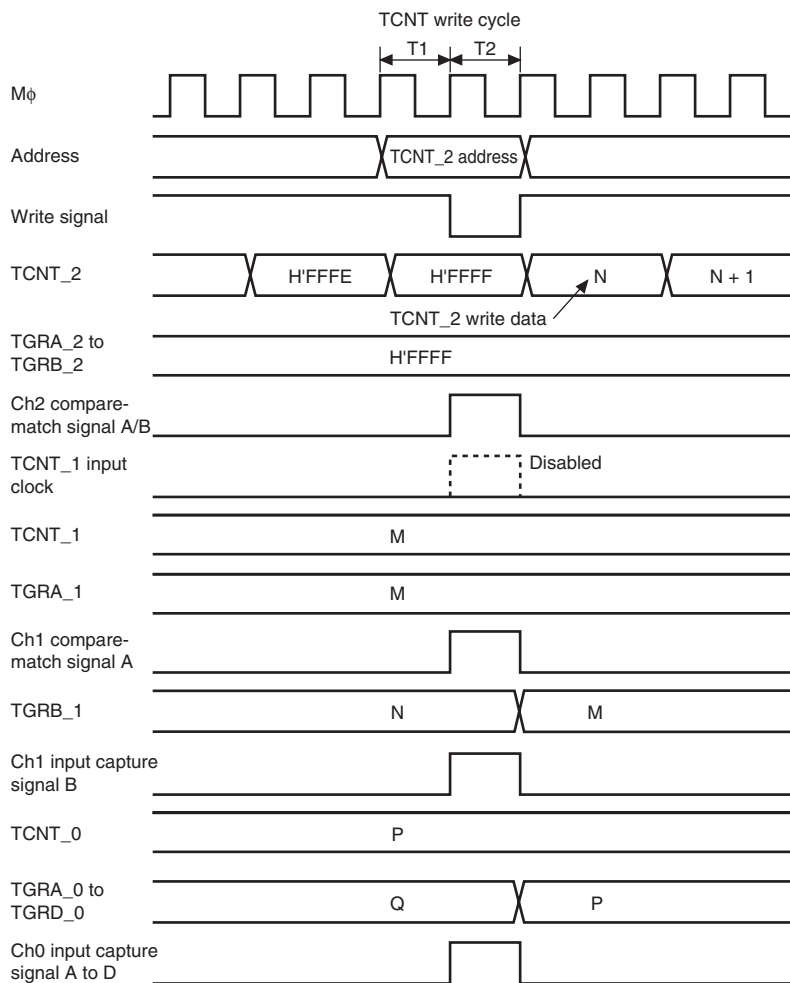 TCNT write cycle
T1 T2
Mϕ
Address
TCNT_2 address
Write signal
TCNT_2
H'FFFE H'FFFF N N + 1
TCNT_2 write data
TGRA_2 to
TGRB_2
H'FFFF
Ch2 compare-
match signal A/B
TCNT_1 input
clock
Disabled
TCNT_1
M
TGRA_1
M
Ch1 compare-
match signal A
TGRB_1
N M
Ch1 input capture
signal B
TCNT_0
P
TGRA_0 to
TGRD_0
Q P
Ch0 input capture
signal A to D